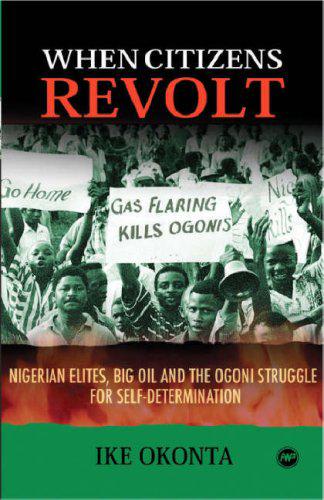 WHEN CITIZENS
REVOLT
Go Home
GAS FLARING
KILLS OGONIS
NIGERIAN ELITES, BIG OIL AND THE OGONI STRUGGLE
FOR SELF-DETERMINATION
IKE OKONTA